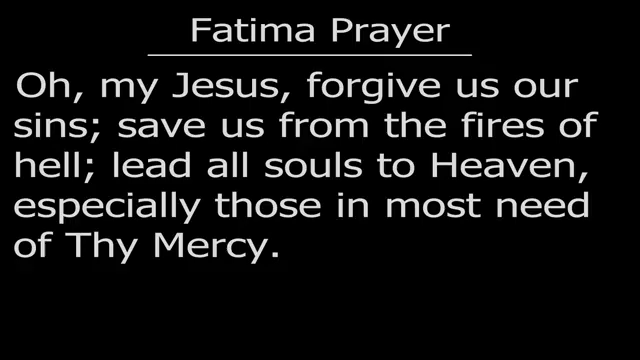 Fatima Prayer
Oh, my Jesus, forgive us our
sins; save us from the fires of
hell; lead all souls to Heaven,
especially those in most need
of Thy Mercy.